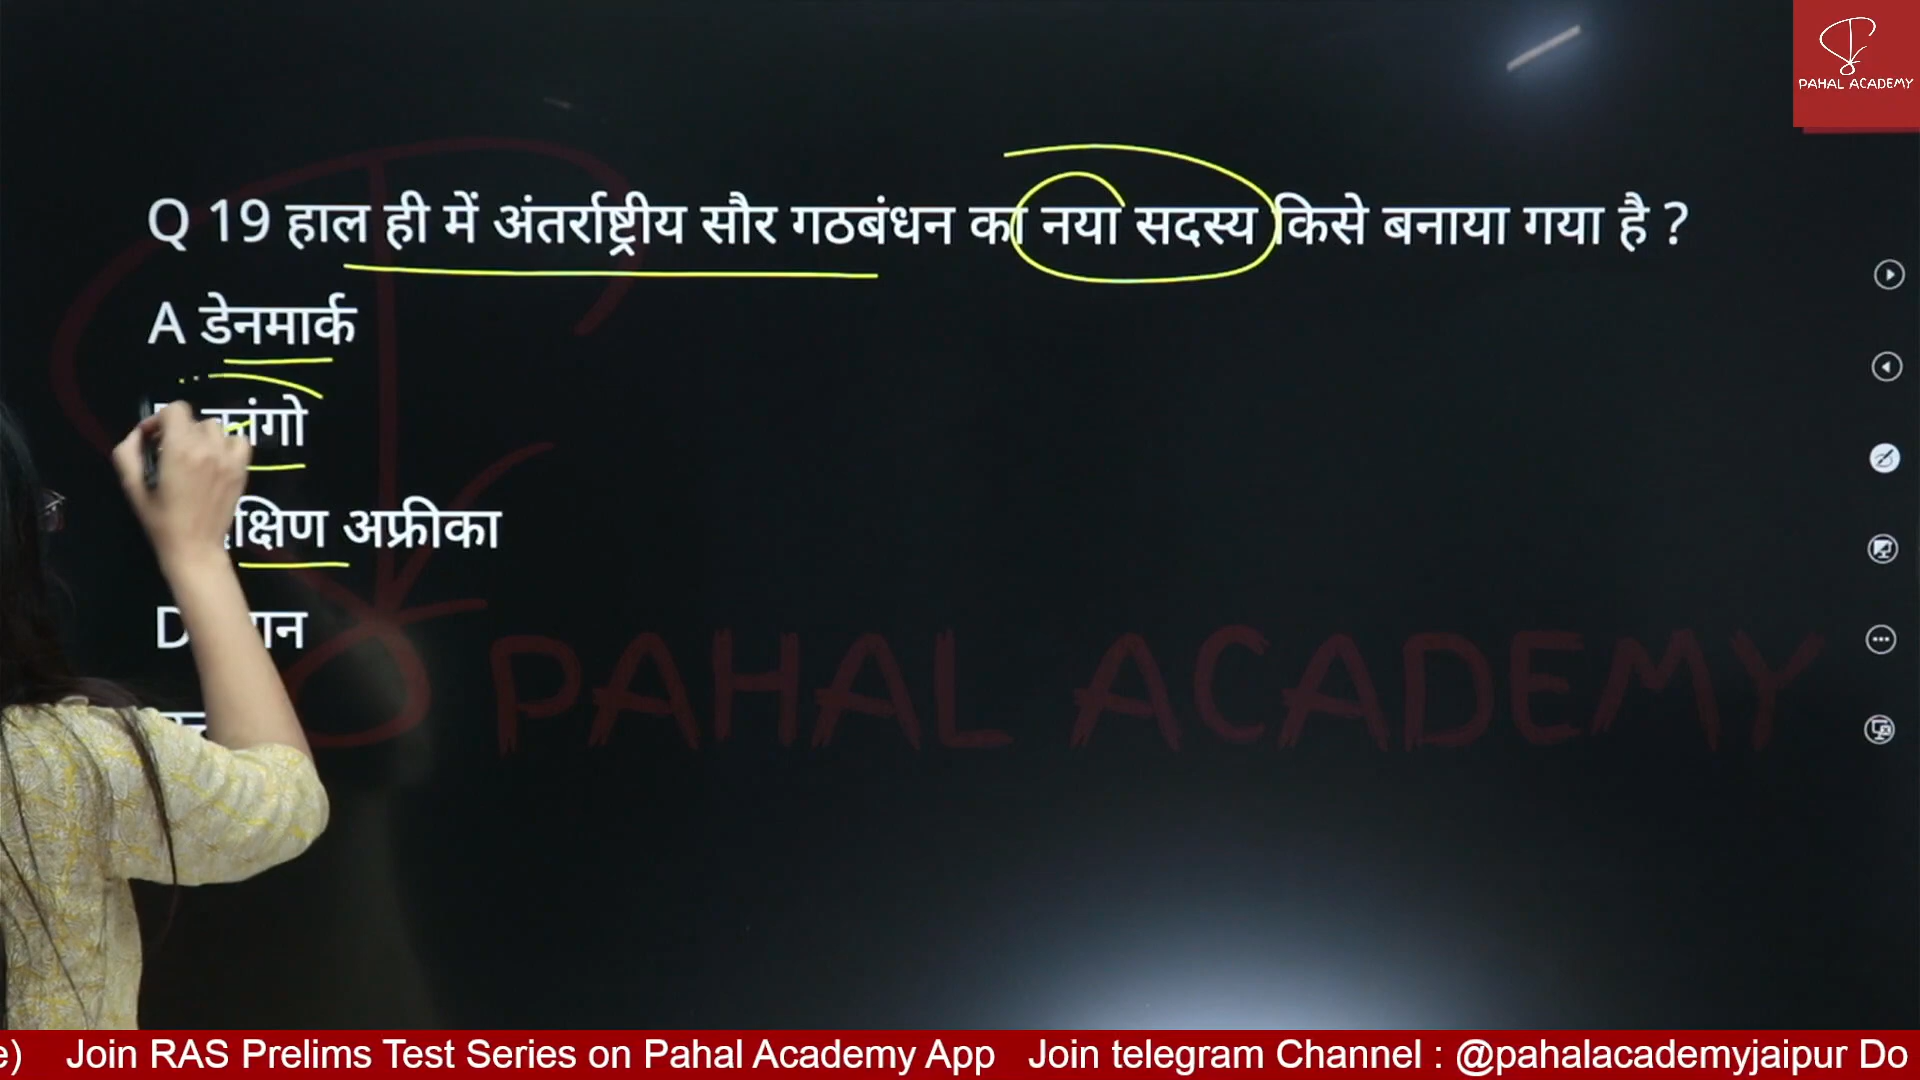 PAHAL ACADEMY
Q 19 हाल ही में अंतर्राष्ट्रीय सौर गठबंधन का नया सदस्य किसे बनाया गया है ?
A डेनमार्क
कांगो
अफ्रीका
D
PAHAL ACADEMY
Join RAS Prelims Test Series on Pahal Academy App Join telegram Channel : @pahalacademyjaipur Do